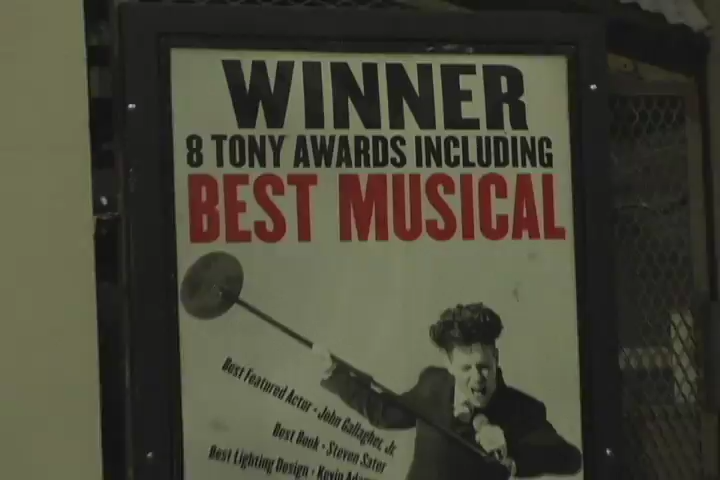 WINNER
8 TONY AWARDS INCLUDING
BEST MUSICAL
Best Featured Actor • John Gallagher, Jr.
Best Book • Steven Sater
Best Lighting Design • Kevin